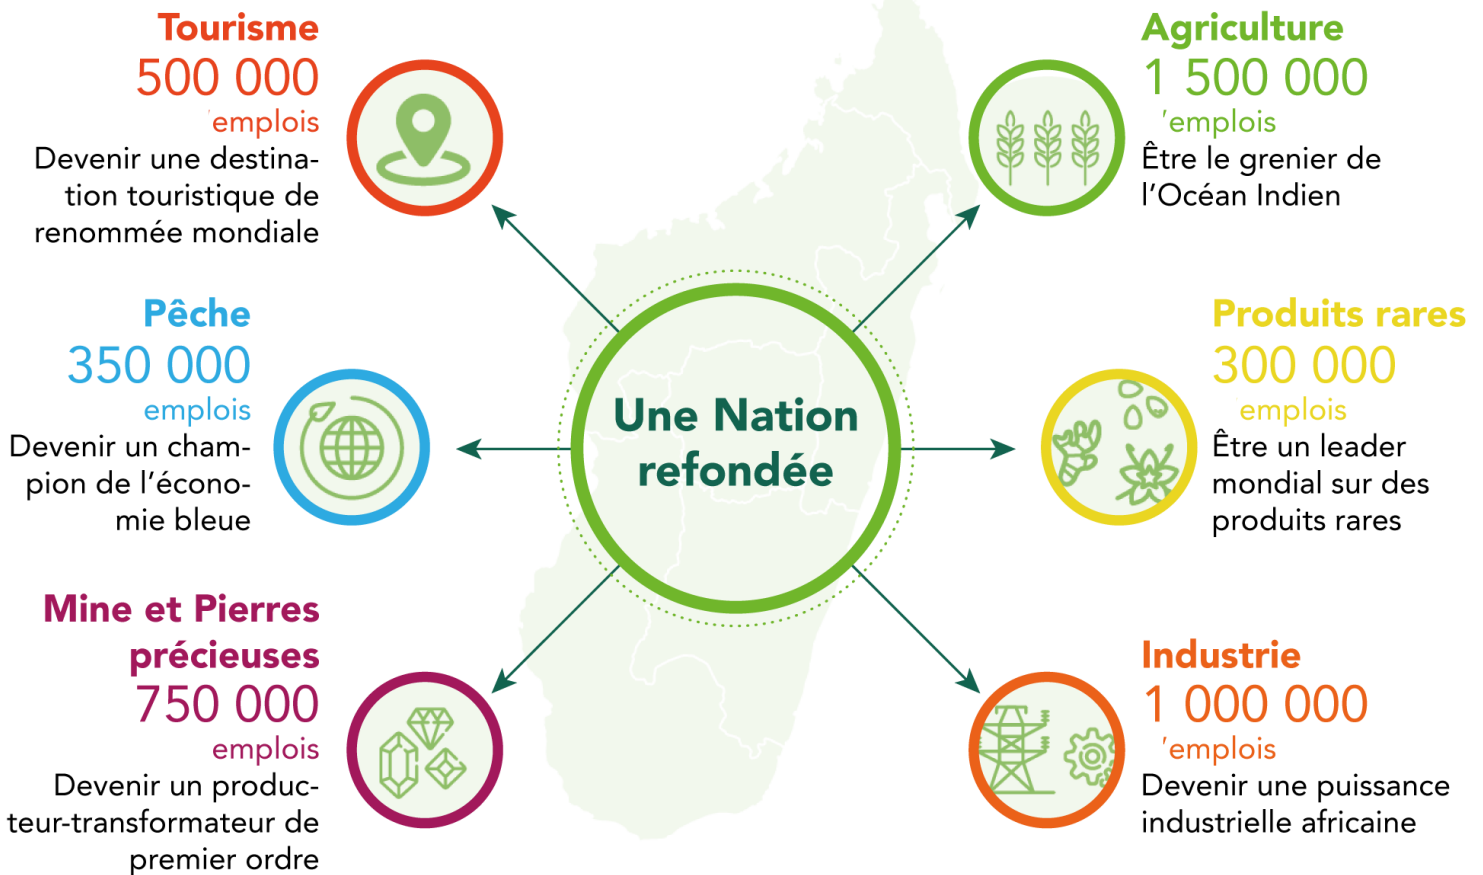 Tourisme
500 000
'emplois
Devenir une destina-
tion touristique de
renommée mondiale
Agriculture
1 500 000
'emplois
Être le grenier de
l'Océan Indien
Pêche
350 000
emplois
Devenir un cham-
pion de l'écono-
mie bleue
Une Nation
refondée
Produits rares
300 000
emplois
Être un leader
mondial sur des
produits rares
Mine et Pierres
précieuses
750 000
emplois
Devenir un produc-
teur-transformateur de
premier ordre
Industrie
1 000 000
'emplois
Devenir une puissance
industrielle africaine